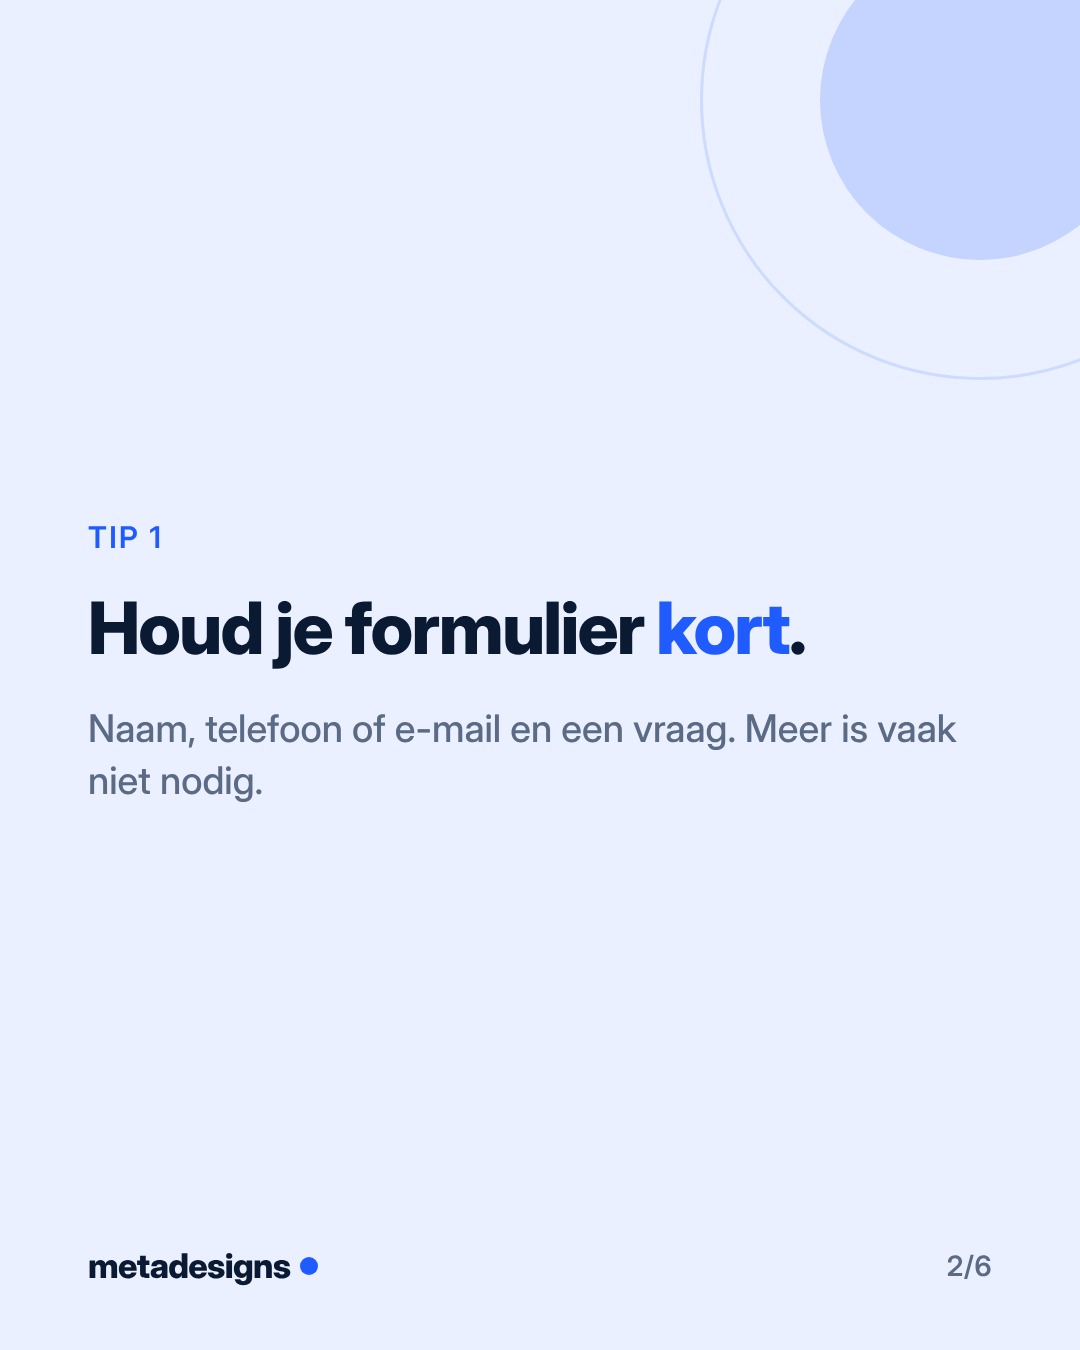 TIP 1
Houd je formulier kort.
Naam, telefoon of e-mail en een vraag. Meer is vaak
niet nodig.
metadesigns
2/6